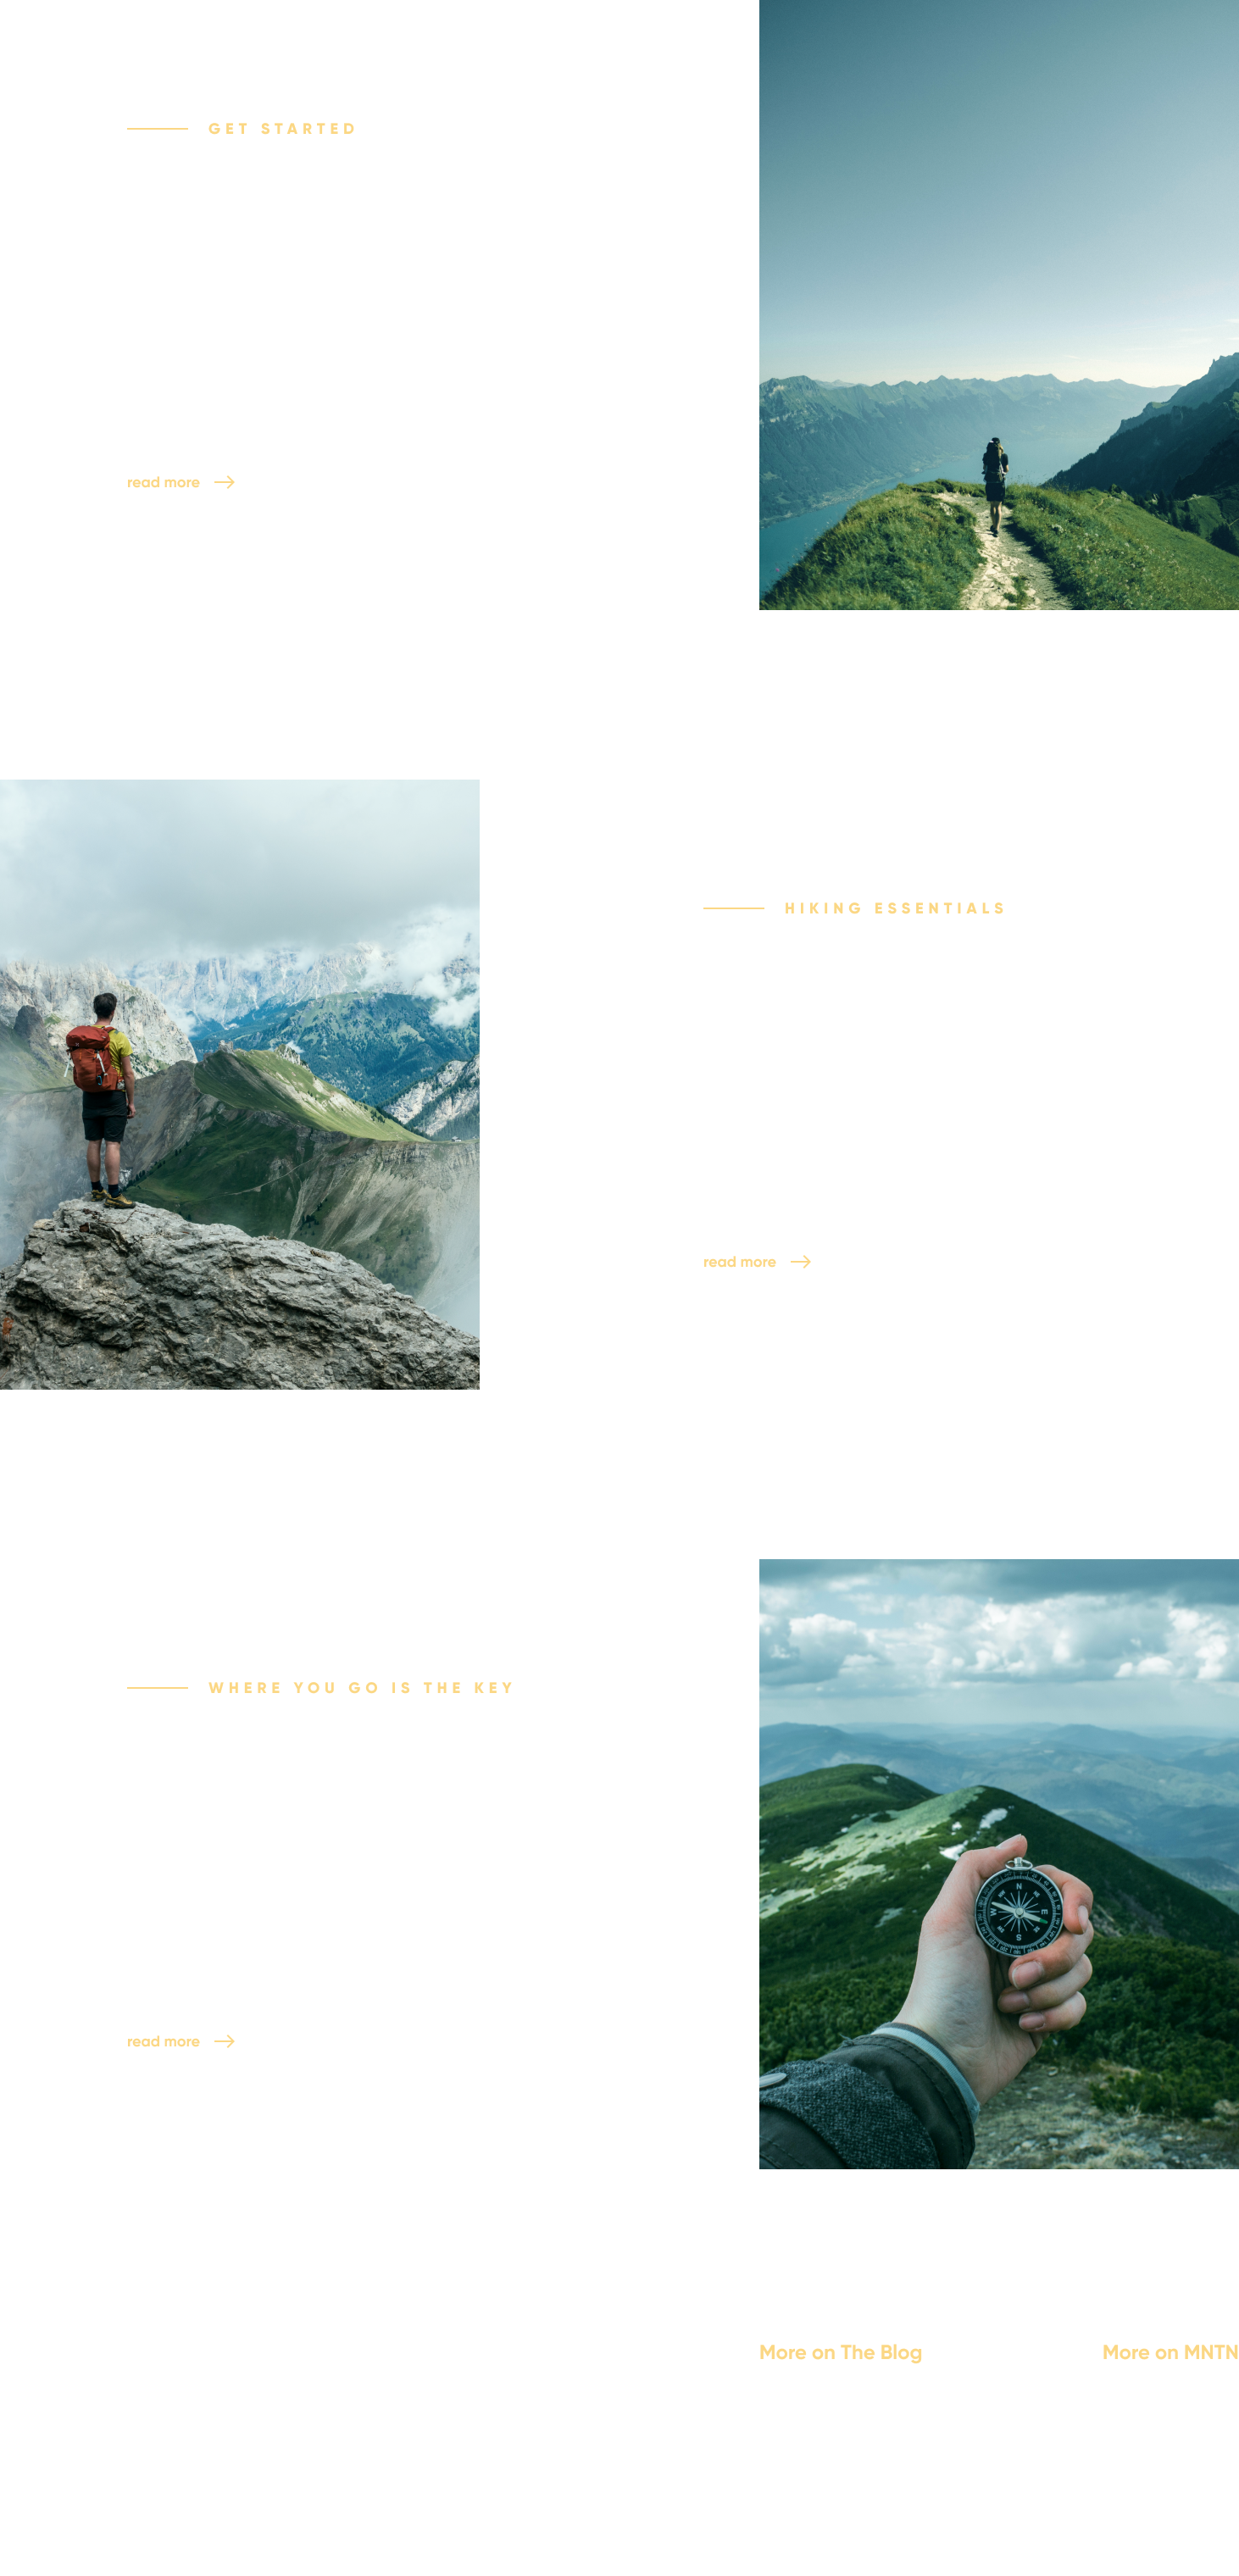 GET STARTED
read more
HIKING ESSENTIALS
read more
WHERE YOU GO IS THE KEY
N
W E
S
read more
More on The Blog More on MNTN